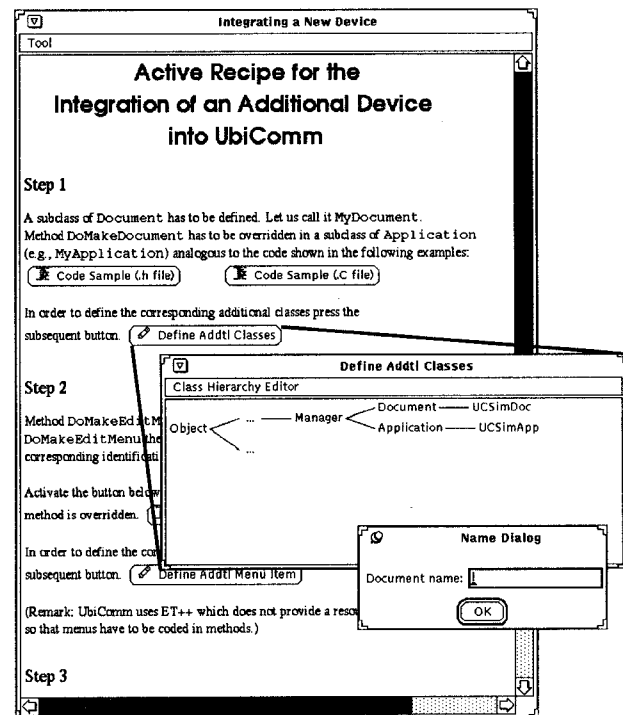 Integrating a New Device
Tool
Active Recipe for the
Integration of an Additional Device
into UbiComm
Step 1
A subclass of Document has to be defined. Let us call it MyDocument.
Method DoMakeDocument has to be overridden in a subclass of Application
(e.g., MyApplication) analogous to the code shown in the following examples:
Code Sample (.h file) Code Sample (.C file)
In order to define the corresponding additional classes press the
subsequent button. Define Addtl Classes
Define Addtl Classes
Class Hierarchy Editor
Object ... Manager Document UCSimDoc
Application UCSimApp
...
Step 2
Method DoMakeEditM
DoMakeEditMenu the
corresponding identificati
Activate the button below
method is overridden.
In order to define the cor
subsequent button. Define Addtl Menu Item
(Remark: UbiComm uses ET++ which does not provide a reso
so that menus have to be coded in methods.)
Name Dialog
Document name:
OK
Step 3